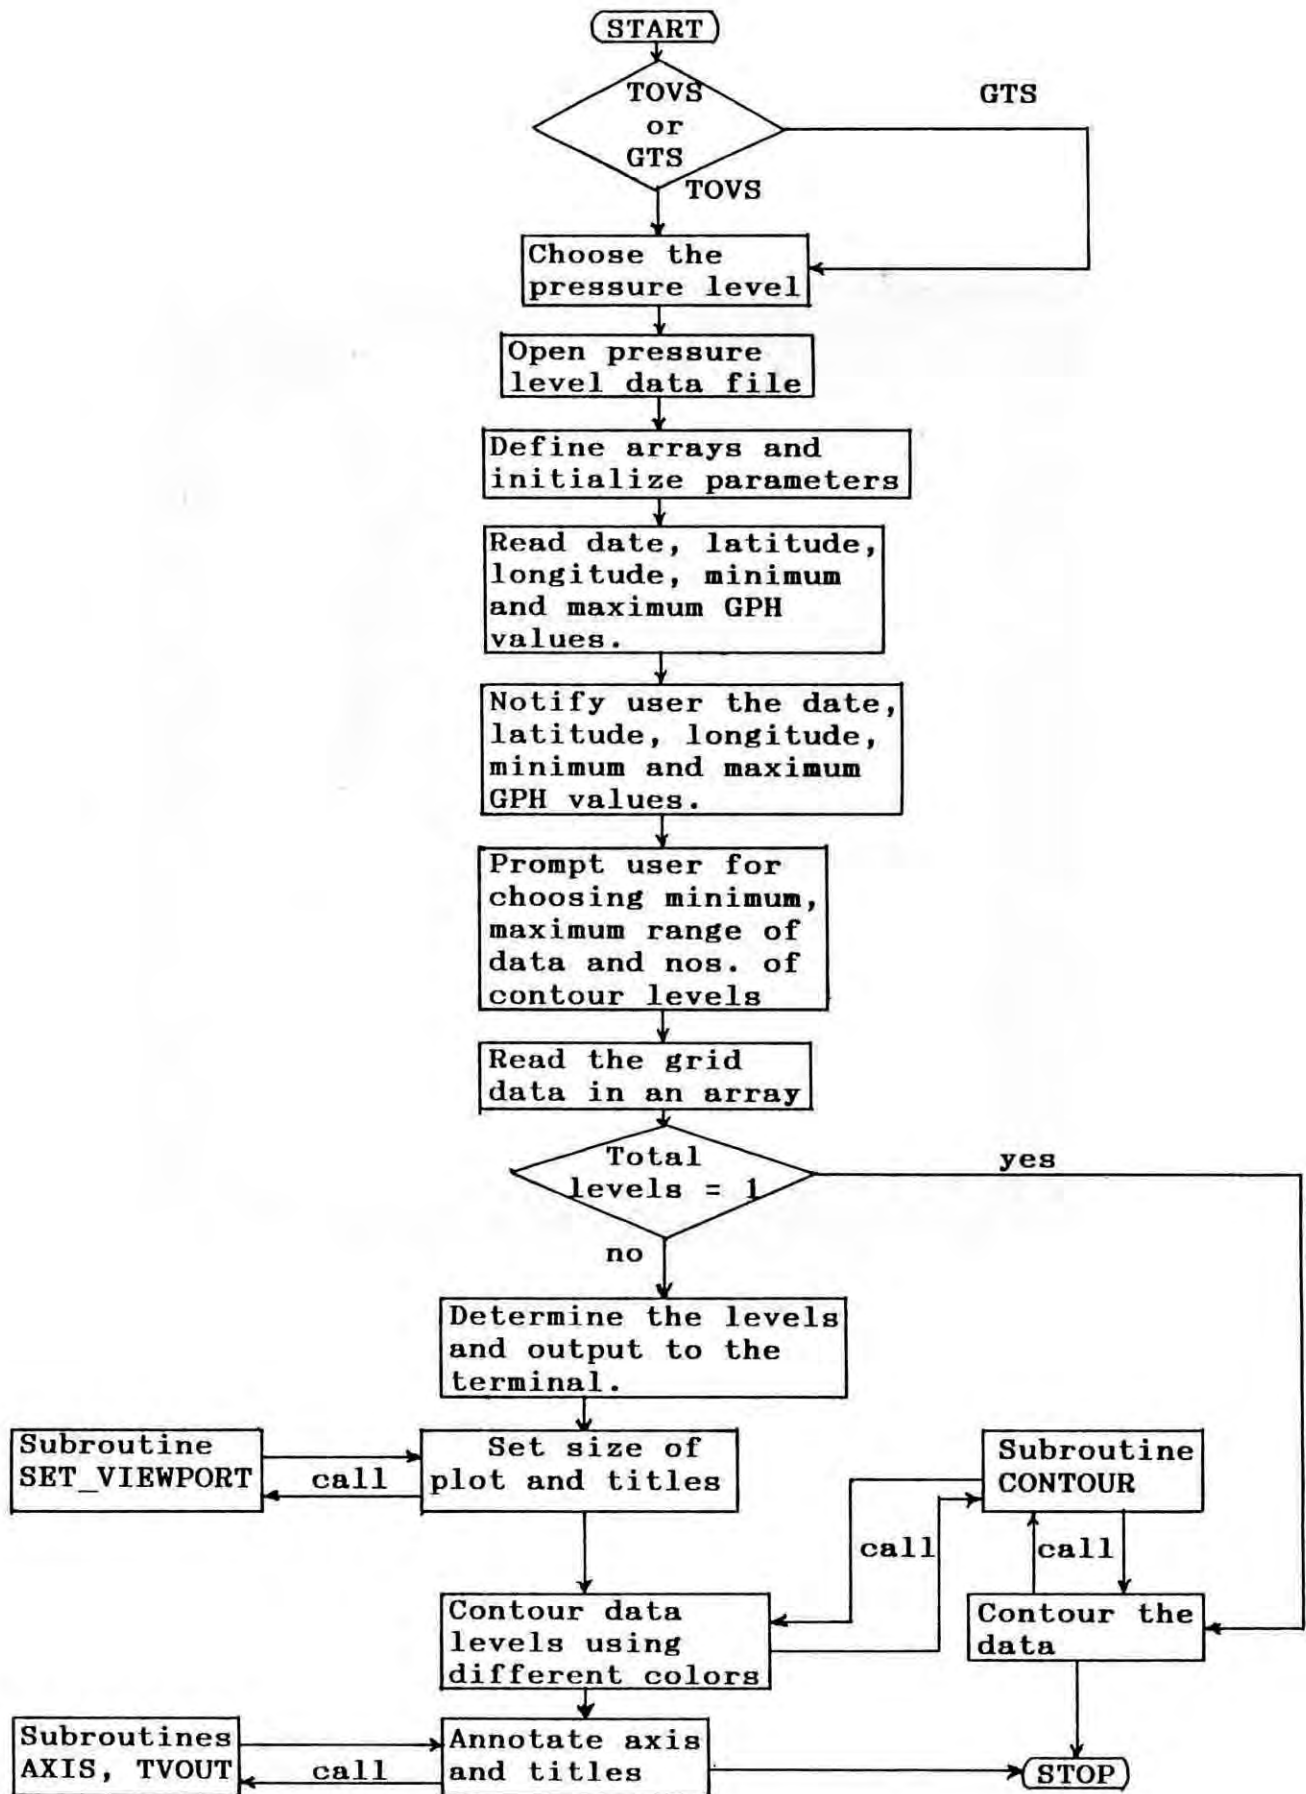 START
TOVS
or
GTS
GTS
TOVS
Choose the
pressure level
Open pressure
level data file
Define arrays and
initialize parameters
Read date, latitude,
longitude, minimum
and maximum GPH
values.
Notify user the date,
latitude, longitude,
minimum and maximum
GPH values.
Prompt user for
choosing minimum,
maximum range of
data and nos. of
contour levels
Read the grid
data in an array
Total
levels = 1
yes
no
Determine the levels
and output to the
terminal.
Subroutine
SET_VIEWPORT
call
Set size of
plot and titles
Subroutine
CONTOUR
call
call
Contour data
levels using
different colors
Contour the
data
Subroutines
AXIS, TVOUT
call
Annotate axis
and titles
STOP